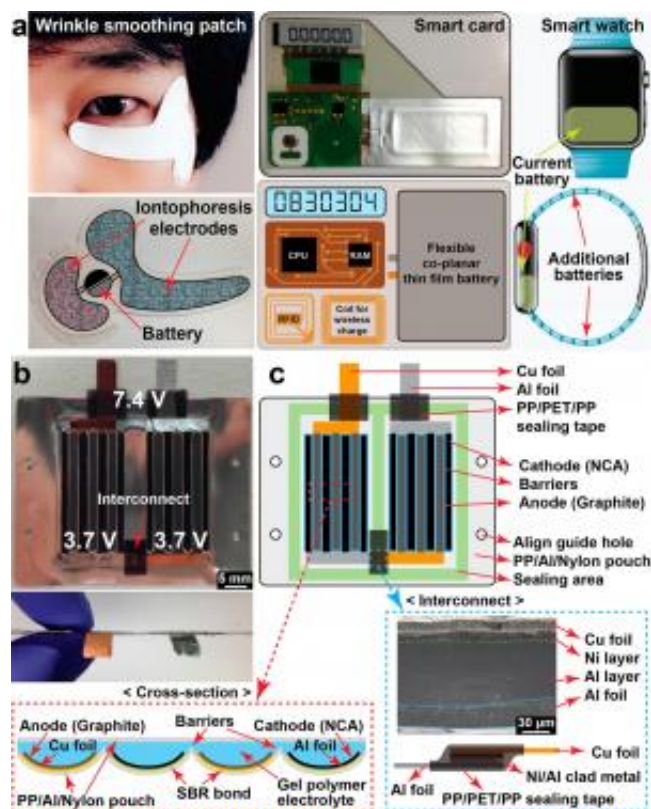 a
Wrinkle smoothing patch
Smart card
Smart watch
000000
Current
battery
Iontophoresis
electrodes
Battery
0830304
CPU
RAM
RFID
Coil for
wireless
charge
Flexible
co-planar
thin film battery
Additional
batteries
b
7.4 V
Interconnect
3.7 V
3.7 V
5 mm
c
Cu foil
Al foil
PP/PET/PP
sealing tape
Cathode (NCA)
Barriers
Anode (Graphite)
Align guide hole
PP/Al/Nylon pouch
Sealing area
< Cross-section >
Anode (Graphite)
Barriers
Cathode (NCA)
Cu foil
Al foil
PP/Al/Nylon pouch
SBR bond
Gel polymer
electrolyte
< Interconnect >
Cu foil
Ni layer
Al layer
Al foil
30 μm
Cu foil
Al foil
Ni/Al clad metal
PP/PET/PP sealing tape